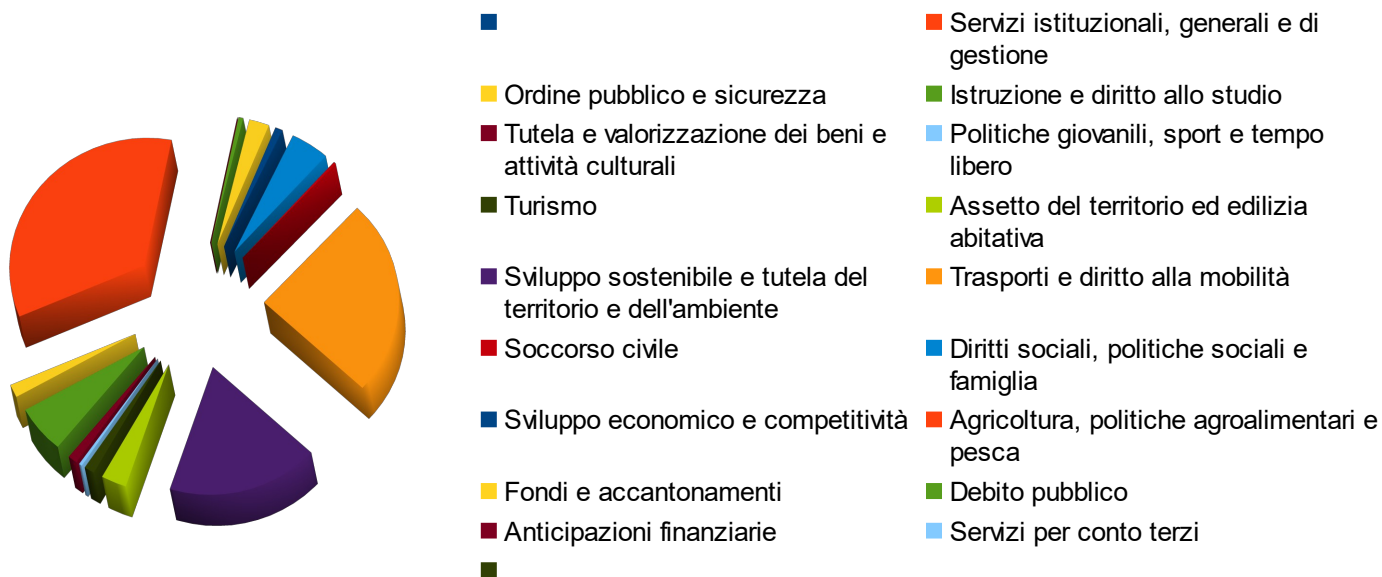 Servizi istituzionali, generali e di
gestione
Ordine pubblico e sicurezza
Istruzione e diritto allo studio
Tutela e valorizzazione dei beni e
attività culturali
Politiche giovanili, sport e tempo
libero
Turismo
Assetto del territorio ed edilizia
abitativa
Sviluppo sostenibile e tutela del
territorio e dell'ambiente
Trasporti e diritto alla mobilità
Soccorso civile
Diritti sociali, politiche sociali e
famiglia
Sviluppo economico e competitività
Agricoltura, politiche agroalimentari e
pesca
Fondi e accantonamenti
Debito pubblico
Anticipazioni finanziarie
Servizi per conto terzi